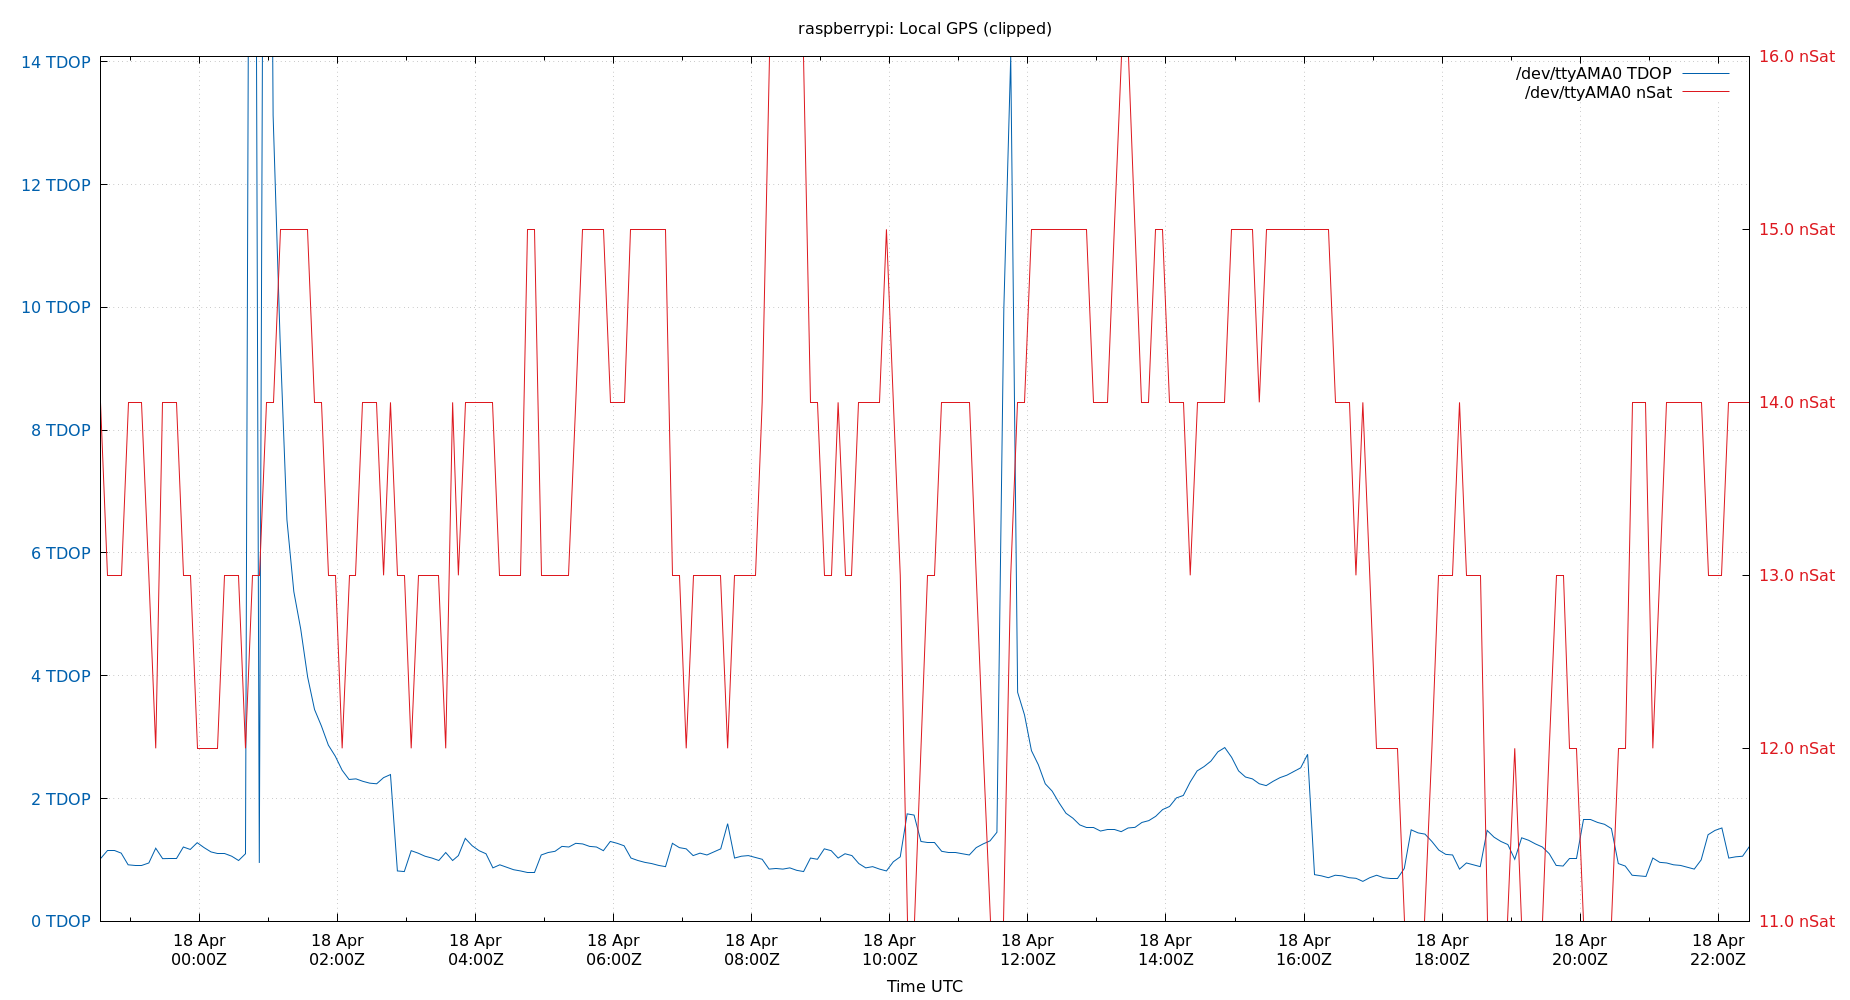 raspberrypi: Local GPS (clipped)
/dev/ttyAMA0 TDOP
/dev/ttyAMA0 nSat
14 TDOP
12 TDOP
10 TDOP
8 TDOP
6 TDOP
4 TDOP
2 TDOP
0 TDOP
16.0 nSat
15.0 nSat
14.0 nSat
13.0 nSat
12.0 nSat
11.0 nSat
18 Apr
00:00Z
18 Apr
02:00Z
18 Apr
04:00Z
18 Apr
06:00Z
18 Apr
08:00Z
18 Apr
10:00Z
18 Apr
12:00Z
18 Apr
14:00Z
18 Apr
16:00Z
18 Apr
18:00Z
18 Apr
20:00Z
18 Apr
22:00Z
Time UTC